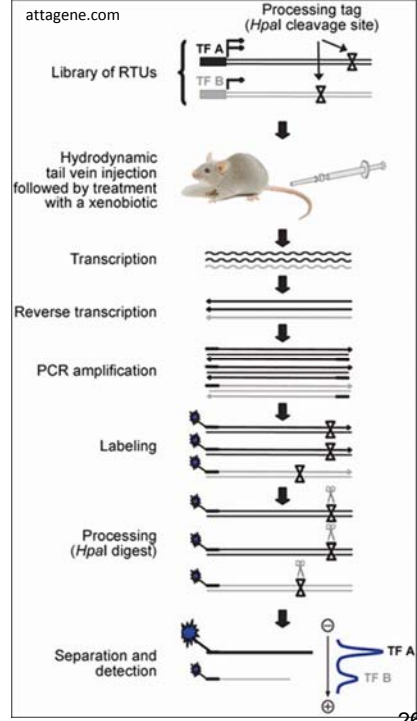 attagene.com
Processing tag
(HpaI cleavage site)
TF A
Library of RTUs
TF B
Hydrodynamic
tail vein injection
followed by treatment
with a xenobiotic
Transcription
Reverse transcription
PCR amplification
Labeling
Processing
(HpaI digest)
Separation and
detection
TF A
TF B